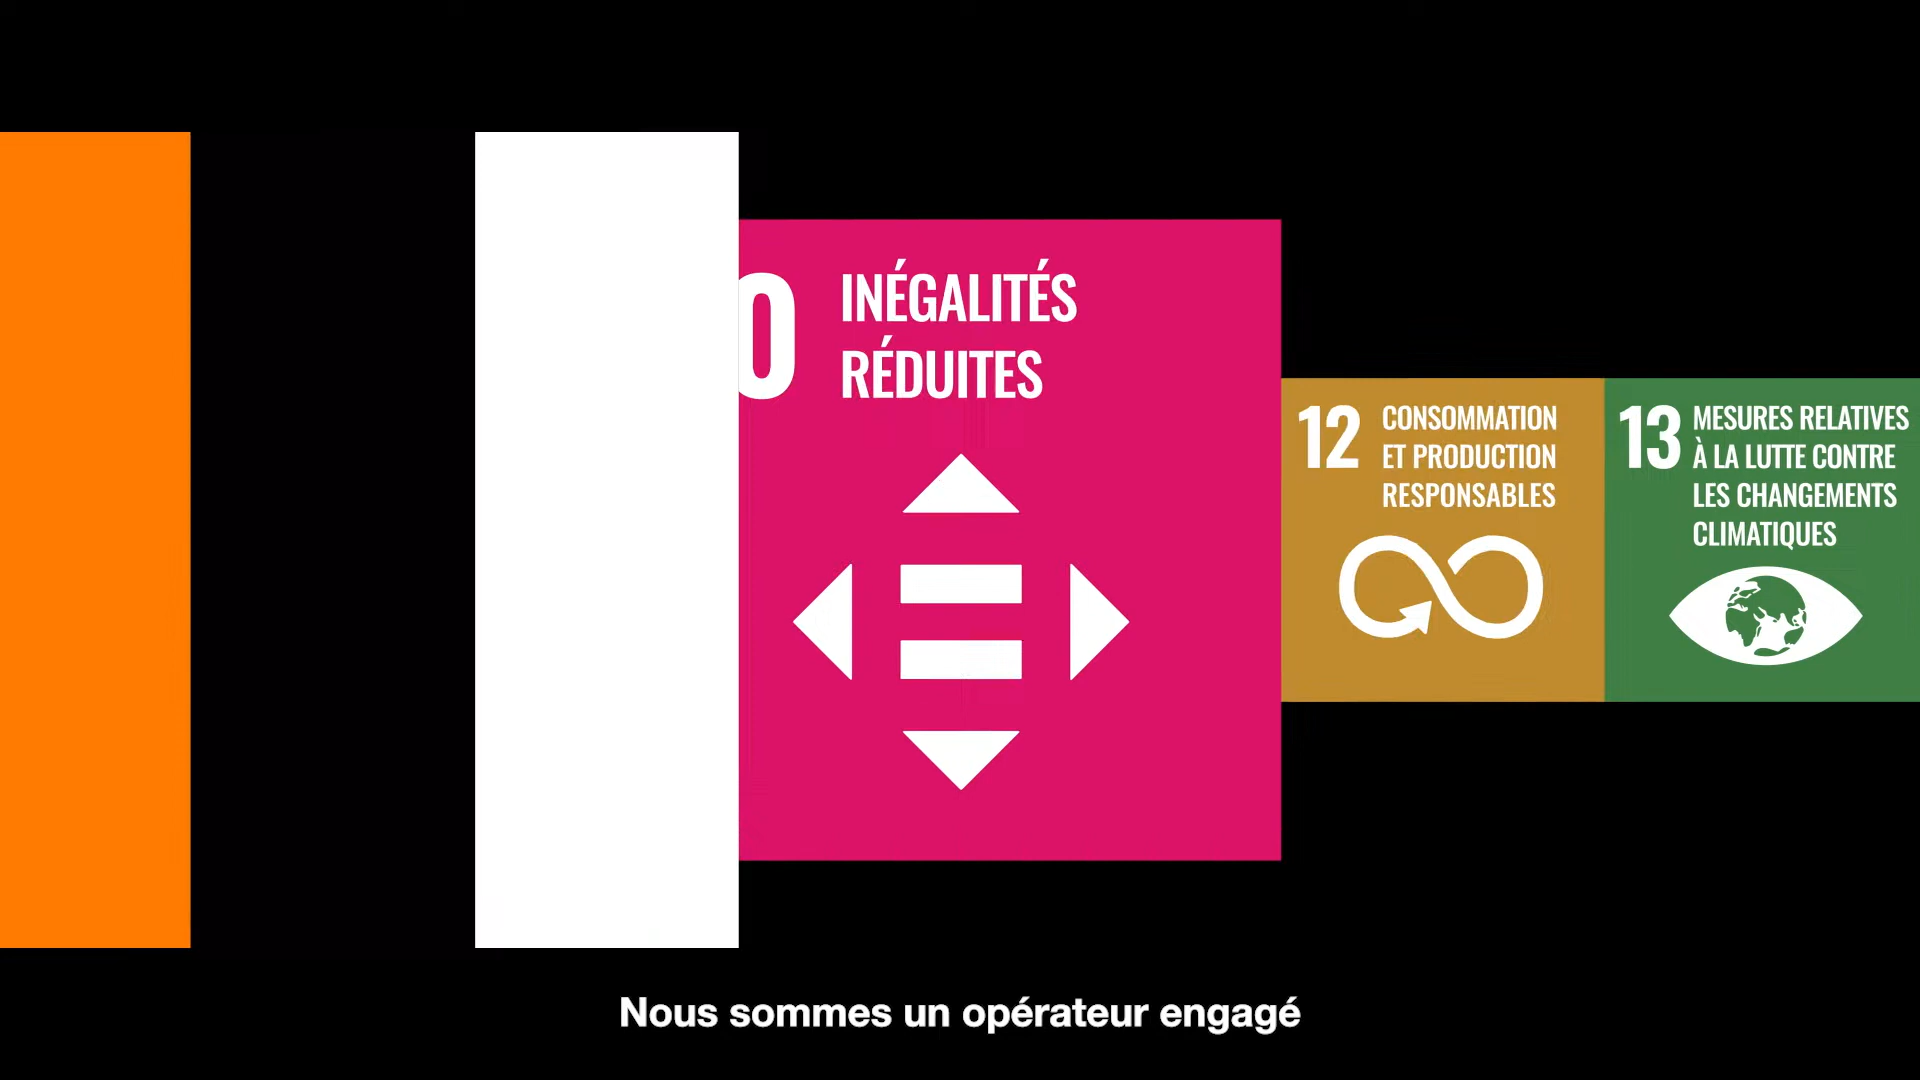 0
INÉGALITÉS
RÉDUITES
12
CONSOMMATION
ET PRODUCTION
RESPONSABLES
13
MESURES RELATIVES
À LA LUTTE CONTRE
LES CHANGEMENTS
CLIMATIQUES
Nous sommes un opérateur engagé